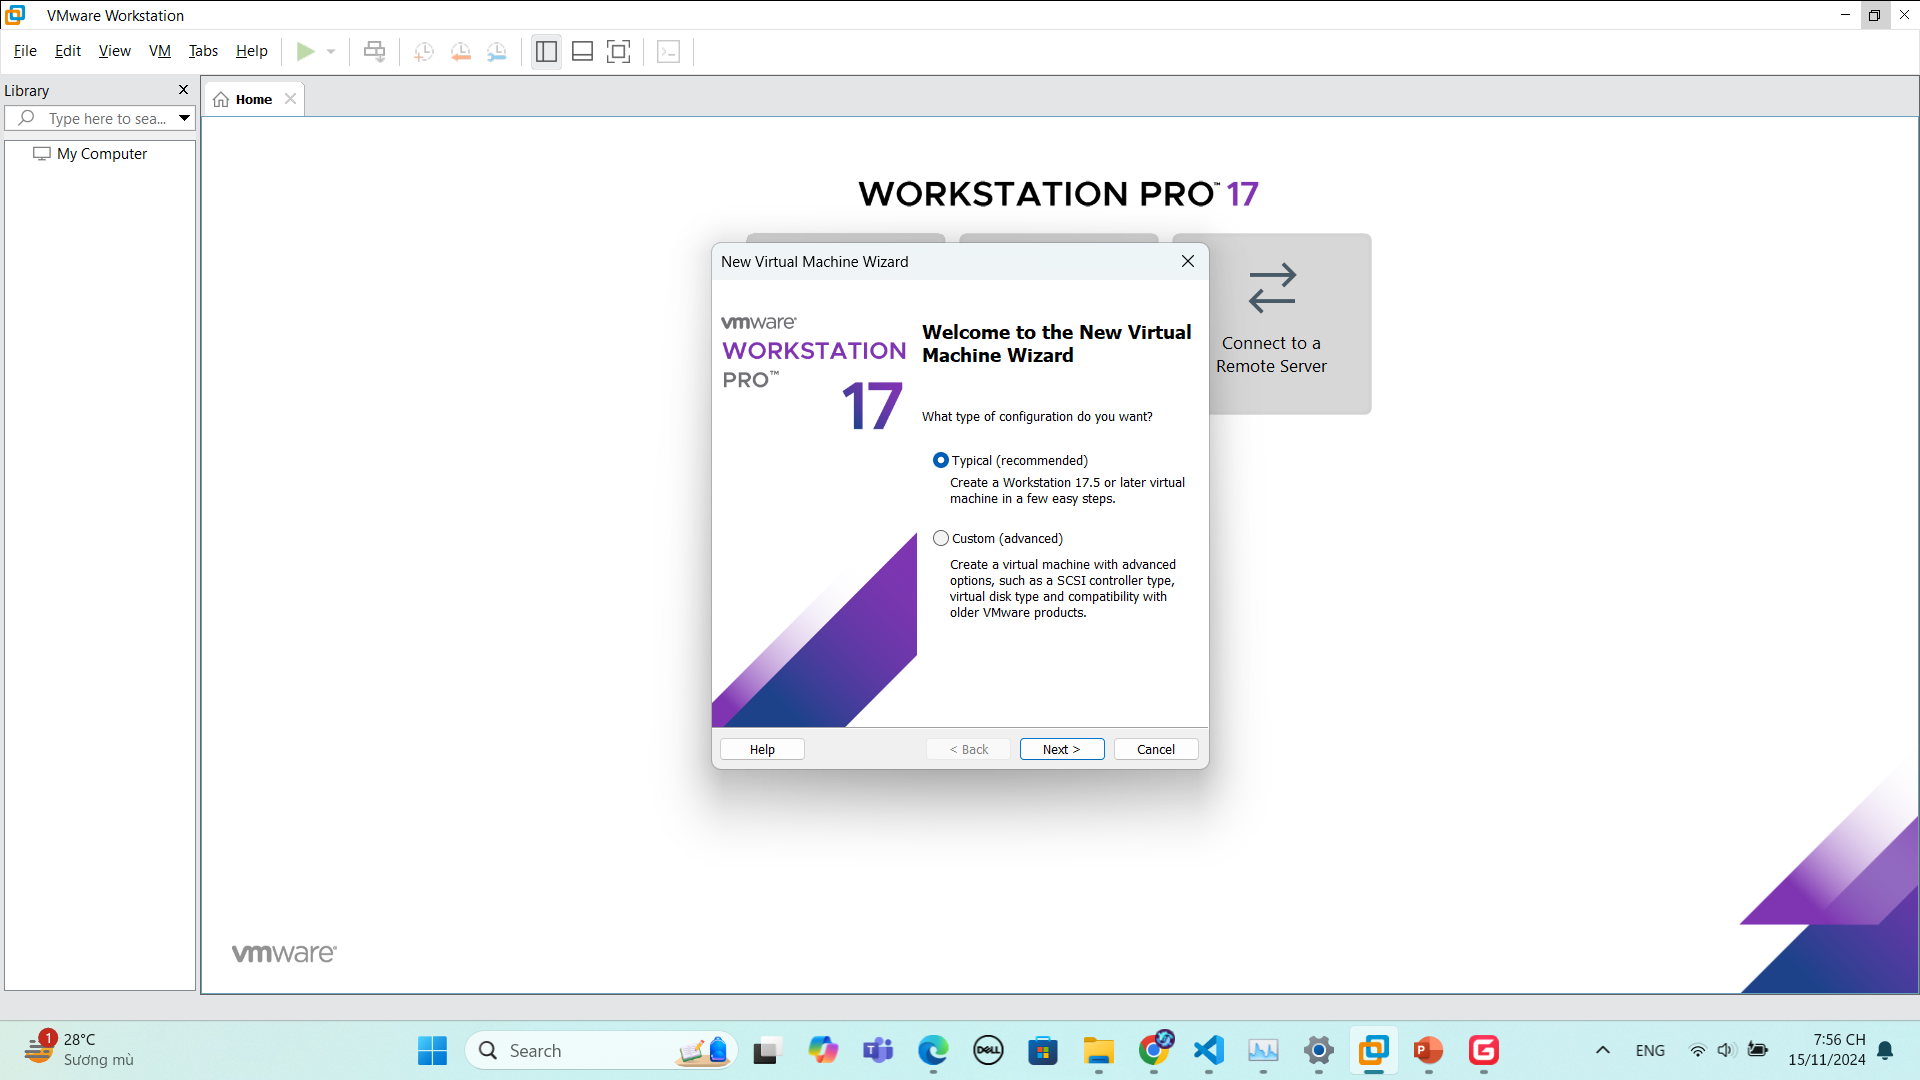 VMware Workstation
File Edit View VM Tabs Help
Library
Type here to sea...
My Computer
Home
WORKSTATION PRO™ 17
New Virtual Machine Wizard
vmware®
WORKSTATION
PRO™
17
Welcome to the New Virtual
Machine Wizard
What type of configuration do you want?
Typical (recommended)
Create a Workstation 17.5 or later virtual
machine in a few easy steps.
Custom (advanced)
Create a virtual machine with advanced
options, such as a SCSI controller type,
virtual disk type and compatibility with
older VMware products.
Help
< Back
Next >
Cancel
Connect to a
Remote Server
vmware®
1
28°C
Sương mù
Search
DELL
ENG
7:56 CH
15/11/2024